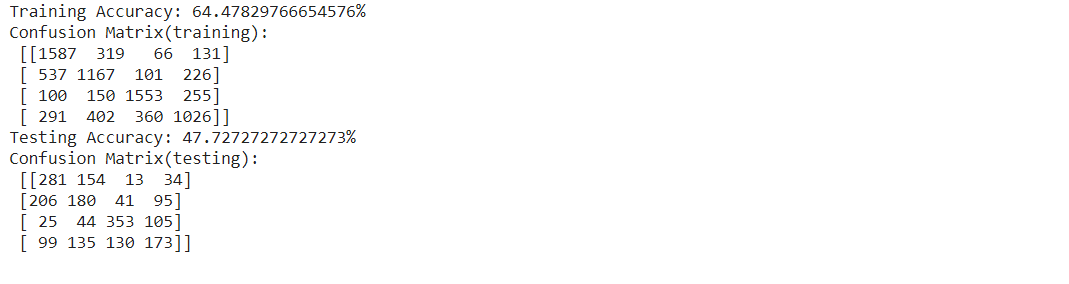 Training Accuracy: 64.47829766654576%
Confusion Matrix(training):
[[1587 319 66 131]
[ 537 1167 101 226]
[ 100 150 1553 255]
[ 291 402 360 1026]]
Testing Accuracy: 47.72727272727273%
Confusion Matrix(testing):
[[281 154 13 34]
[206 180 41 95]
[ 25 44 353 105]
[ 99 135 130 173]]